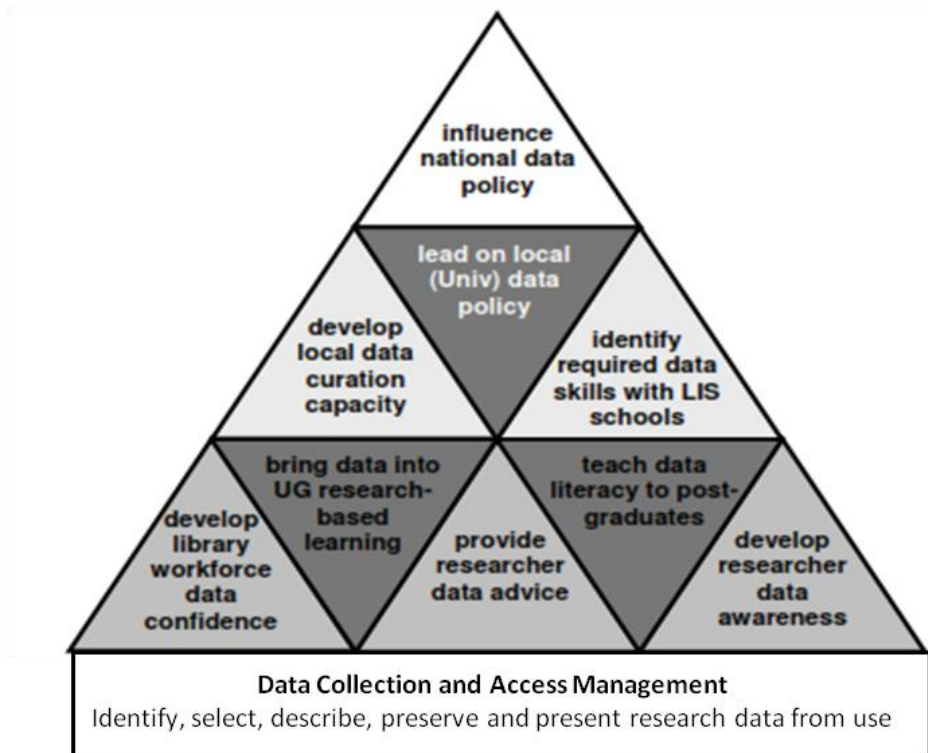 influence
national data
policy
lead on local
(Univ) data
policy
develop
local data
curation
capacity
identify
required data
skills with LIS
schools
develop
library
workforce
data
confidence
bring data into
UG research-
based
learning
provide
researcher
data advice
teach data
literacy to post-
graduates
develop
researcher
data
awareness
Data Collection and Access Management
Identify, select, describe, preserve and present research data from use